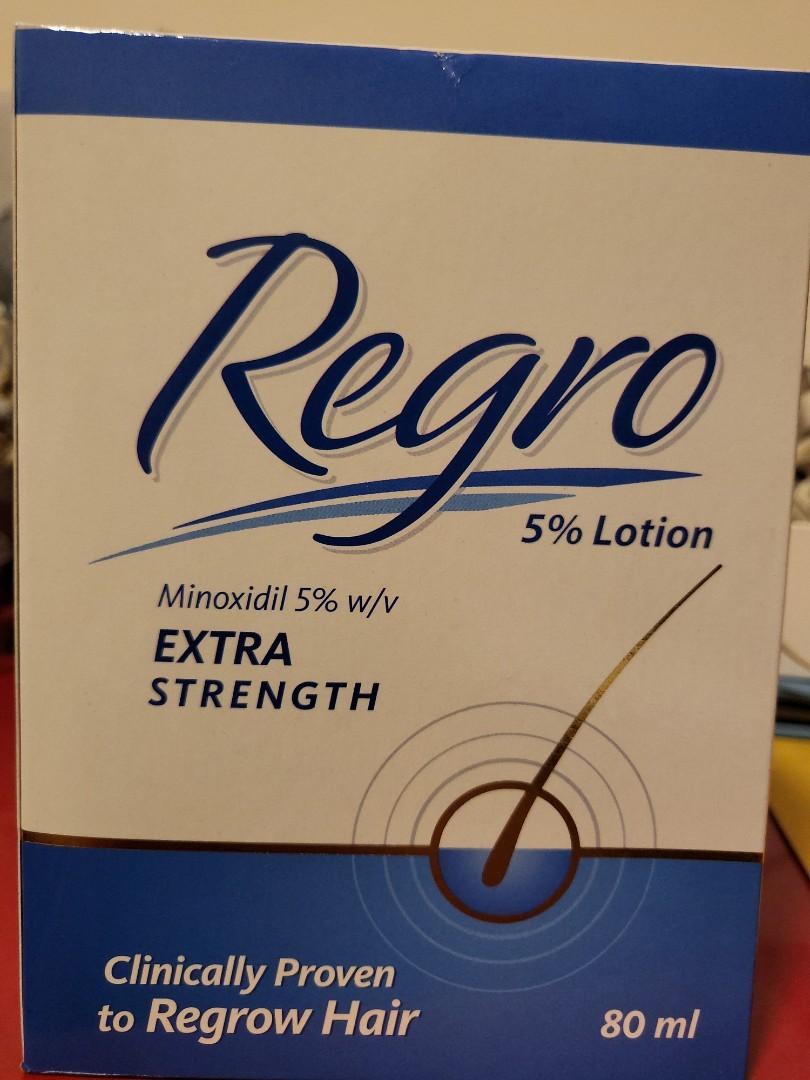 Regro
5% Lotion
Minoxidil 5% w/v
EXTRA
STRENGTH
Clinically Proven
to Regrow Hair
80 ml